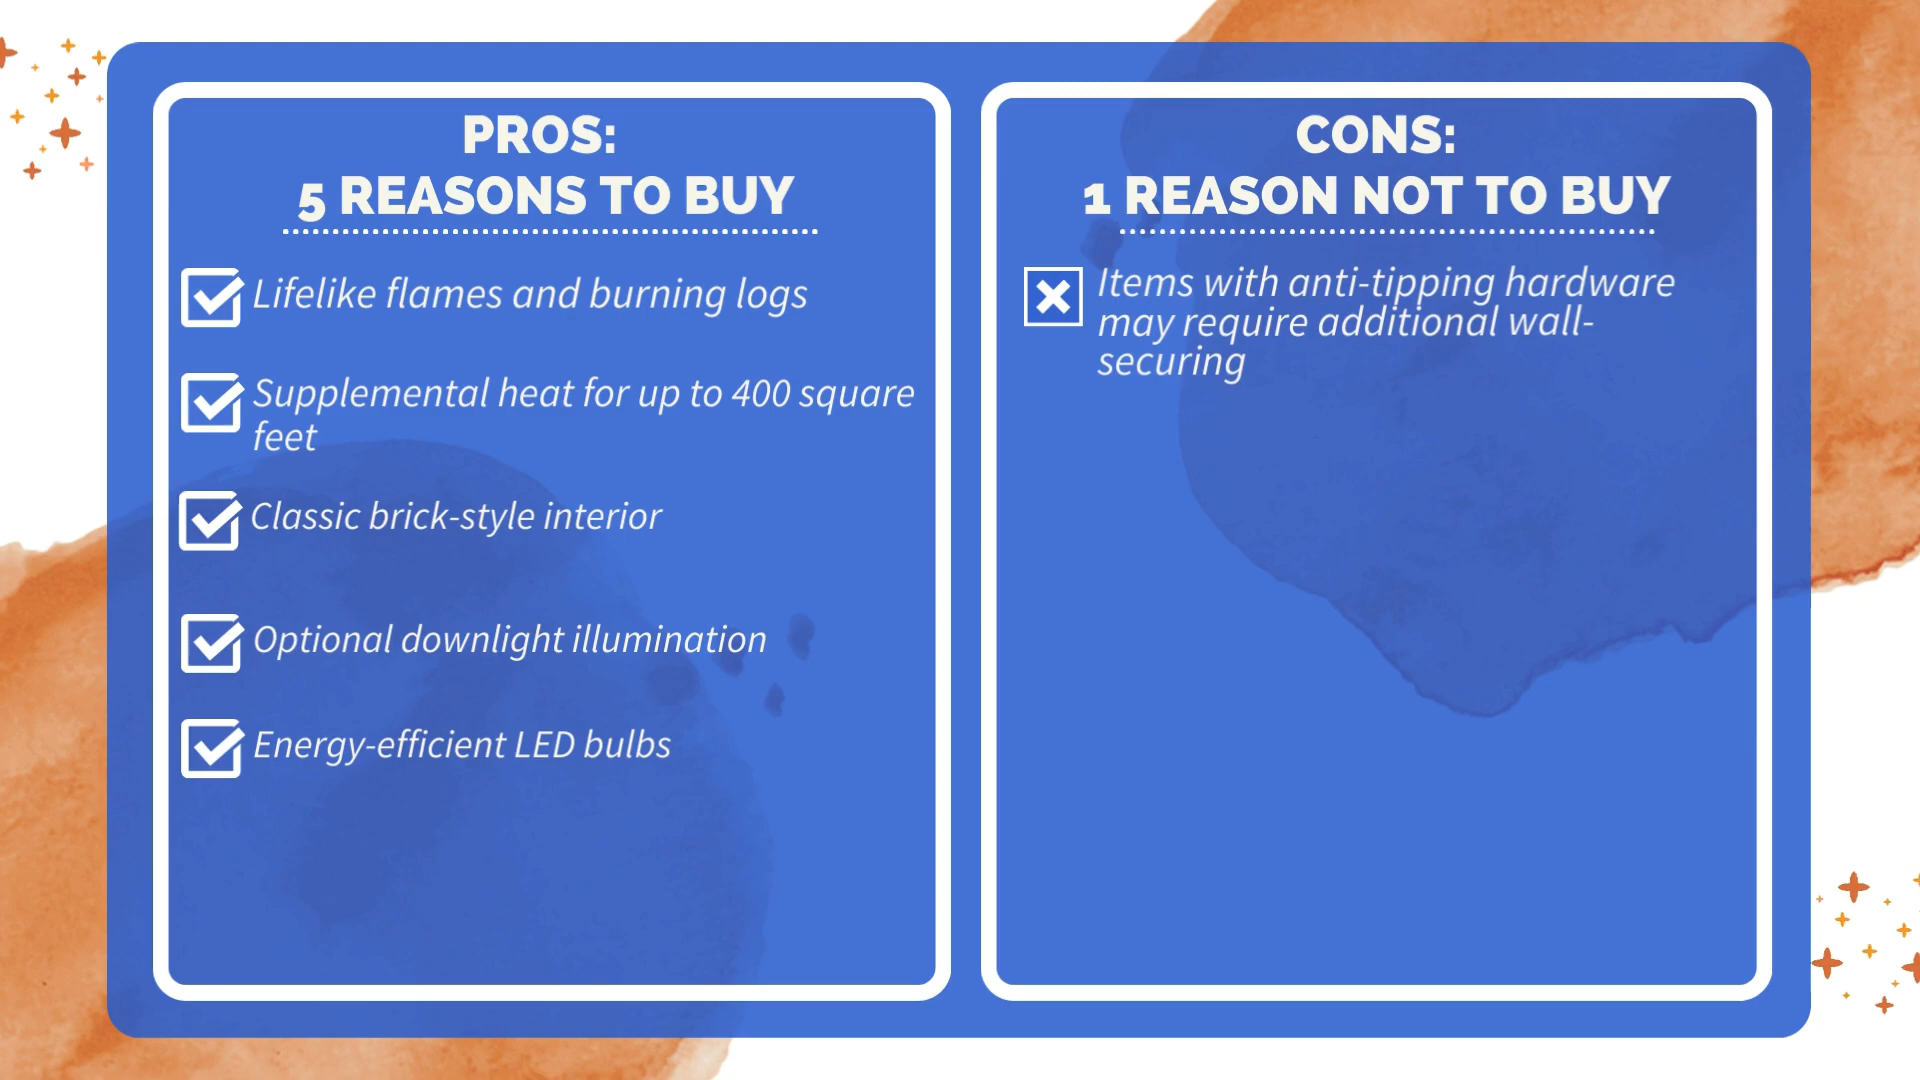 PROS:
5 REASONS TO BUY
Lifelike flames and burning logs
Supplemental heat for up to 400 square
feet
Classic brick-style interior
Optional downlight illumination
Energy-efficient LED bulbs
CONS:
1 REASON NOT TO BUY
Items with anti-tipping hardware
may require additional wall-
securing